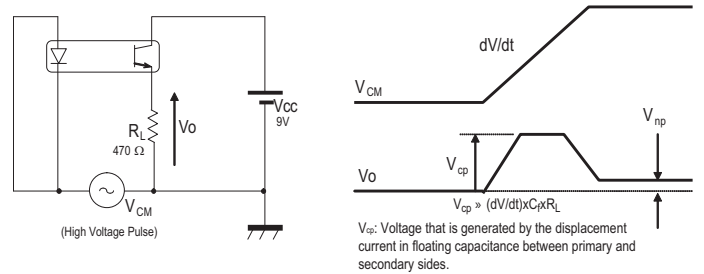 Vcc
9V
RL
470 Ω
Vo
VCM
(High Voltage Pulse)
dV/dt
VCM
Vnp
Vcp
Vo
Vcp » (dV/dt)xCfxRL
Vcp: Voltage that is generated by the displacement
current in floating capacitance between primary and
secondary sides.